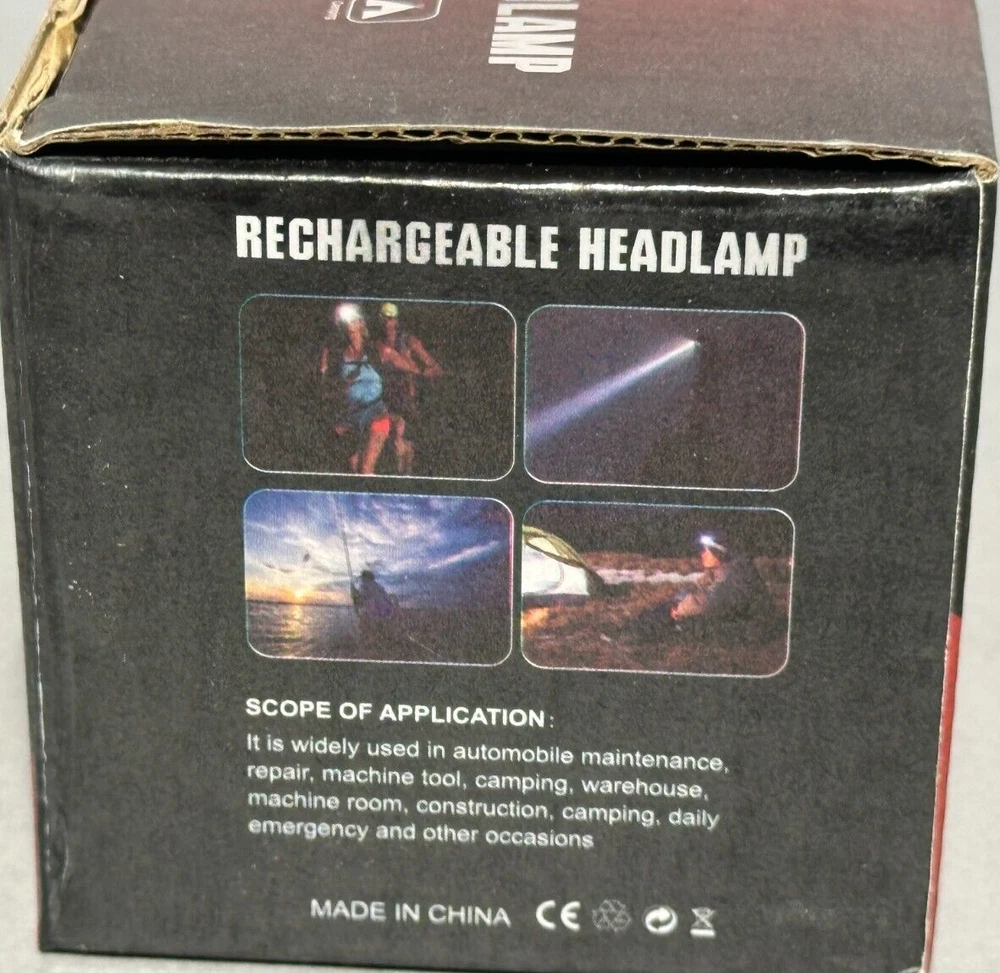 LAMP
A
RECHARGEABLE HEADLAMP
SCOPE OF APPLICATION:
It is widely used in automobile maintenance,
repair, machine tool, camping, warehouse,
machine room, construction, camping, daily
emergency and other occasions
MADE IN CHINA CE